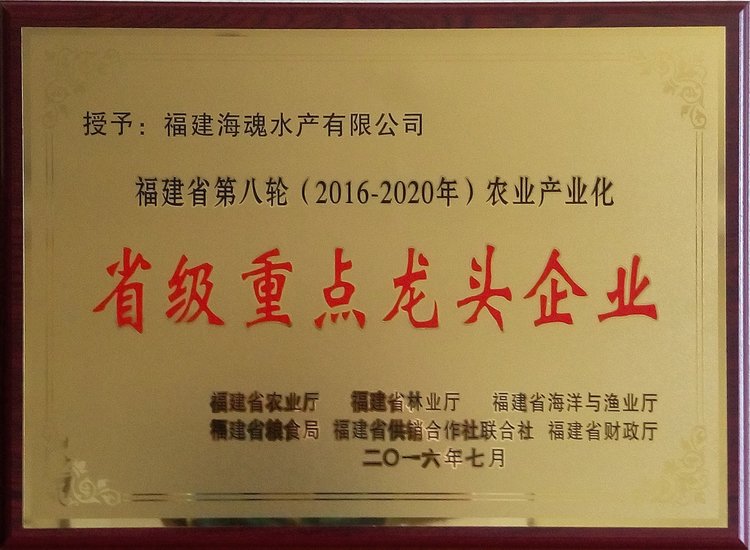 授予：福建海魂水产有限公司
福建省第八轮（2016-2020年）农业产业化
省级重点龙头企业
福建省农业厅 福建省林业厅 福建省海洋与渔业厅
福建省粮食局 福建省供销合作社联合社 福建省财政厅
二〇一六年七月